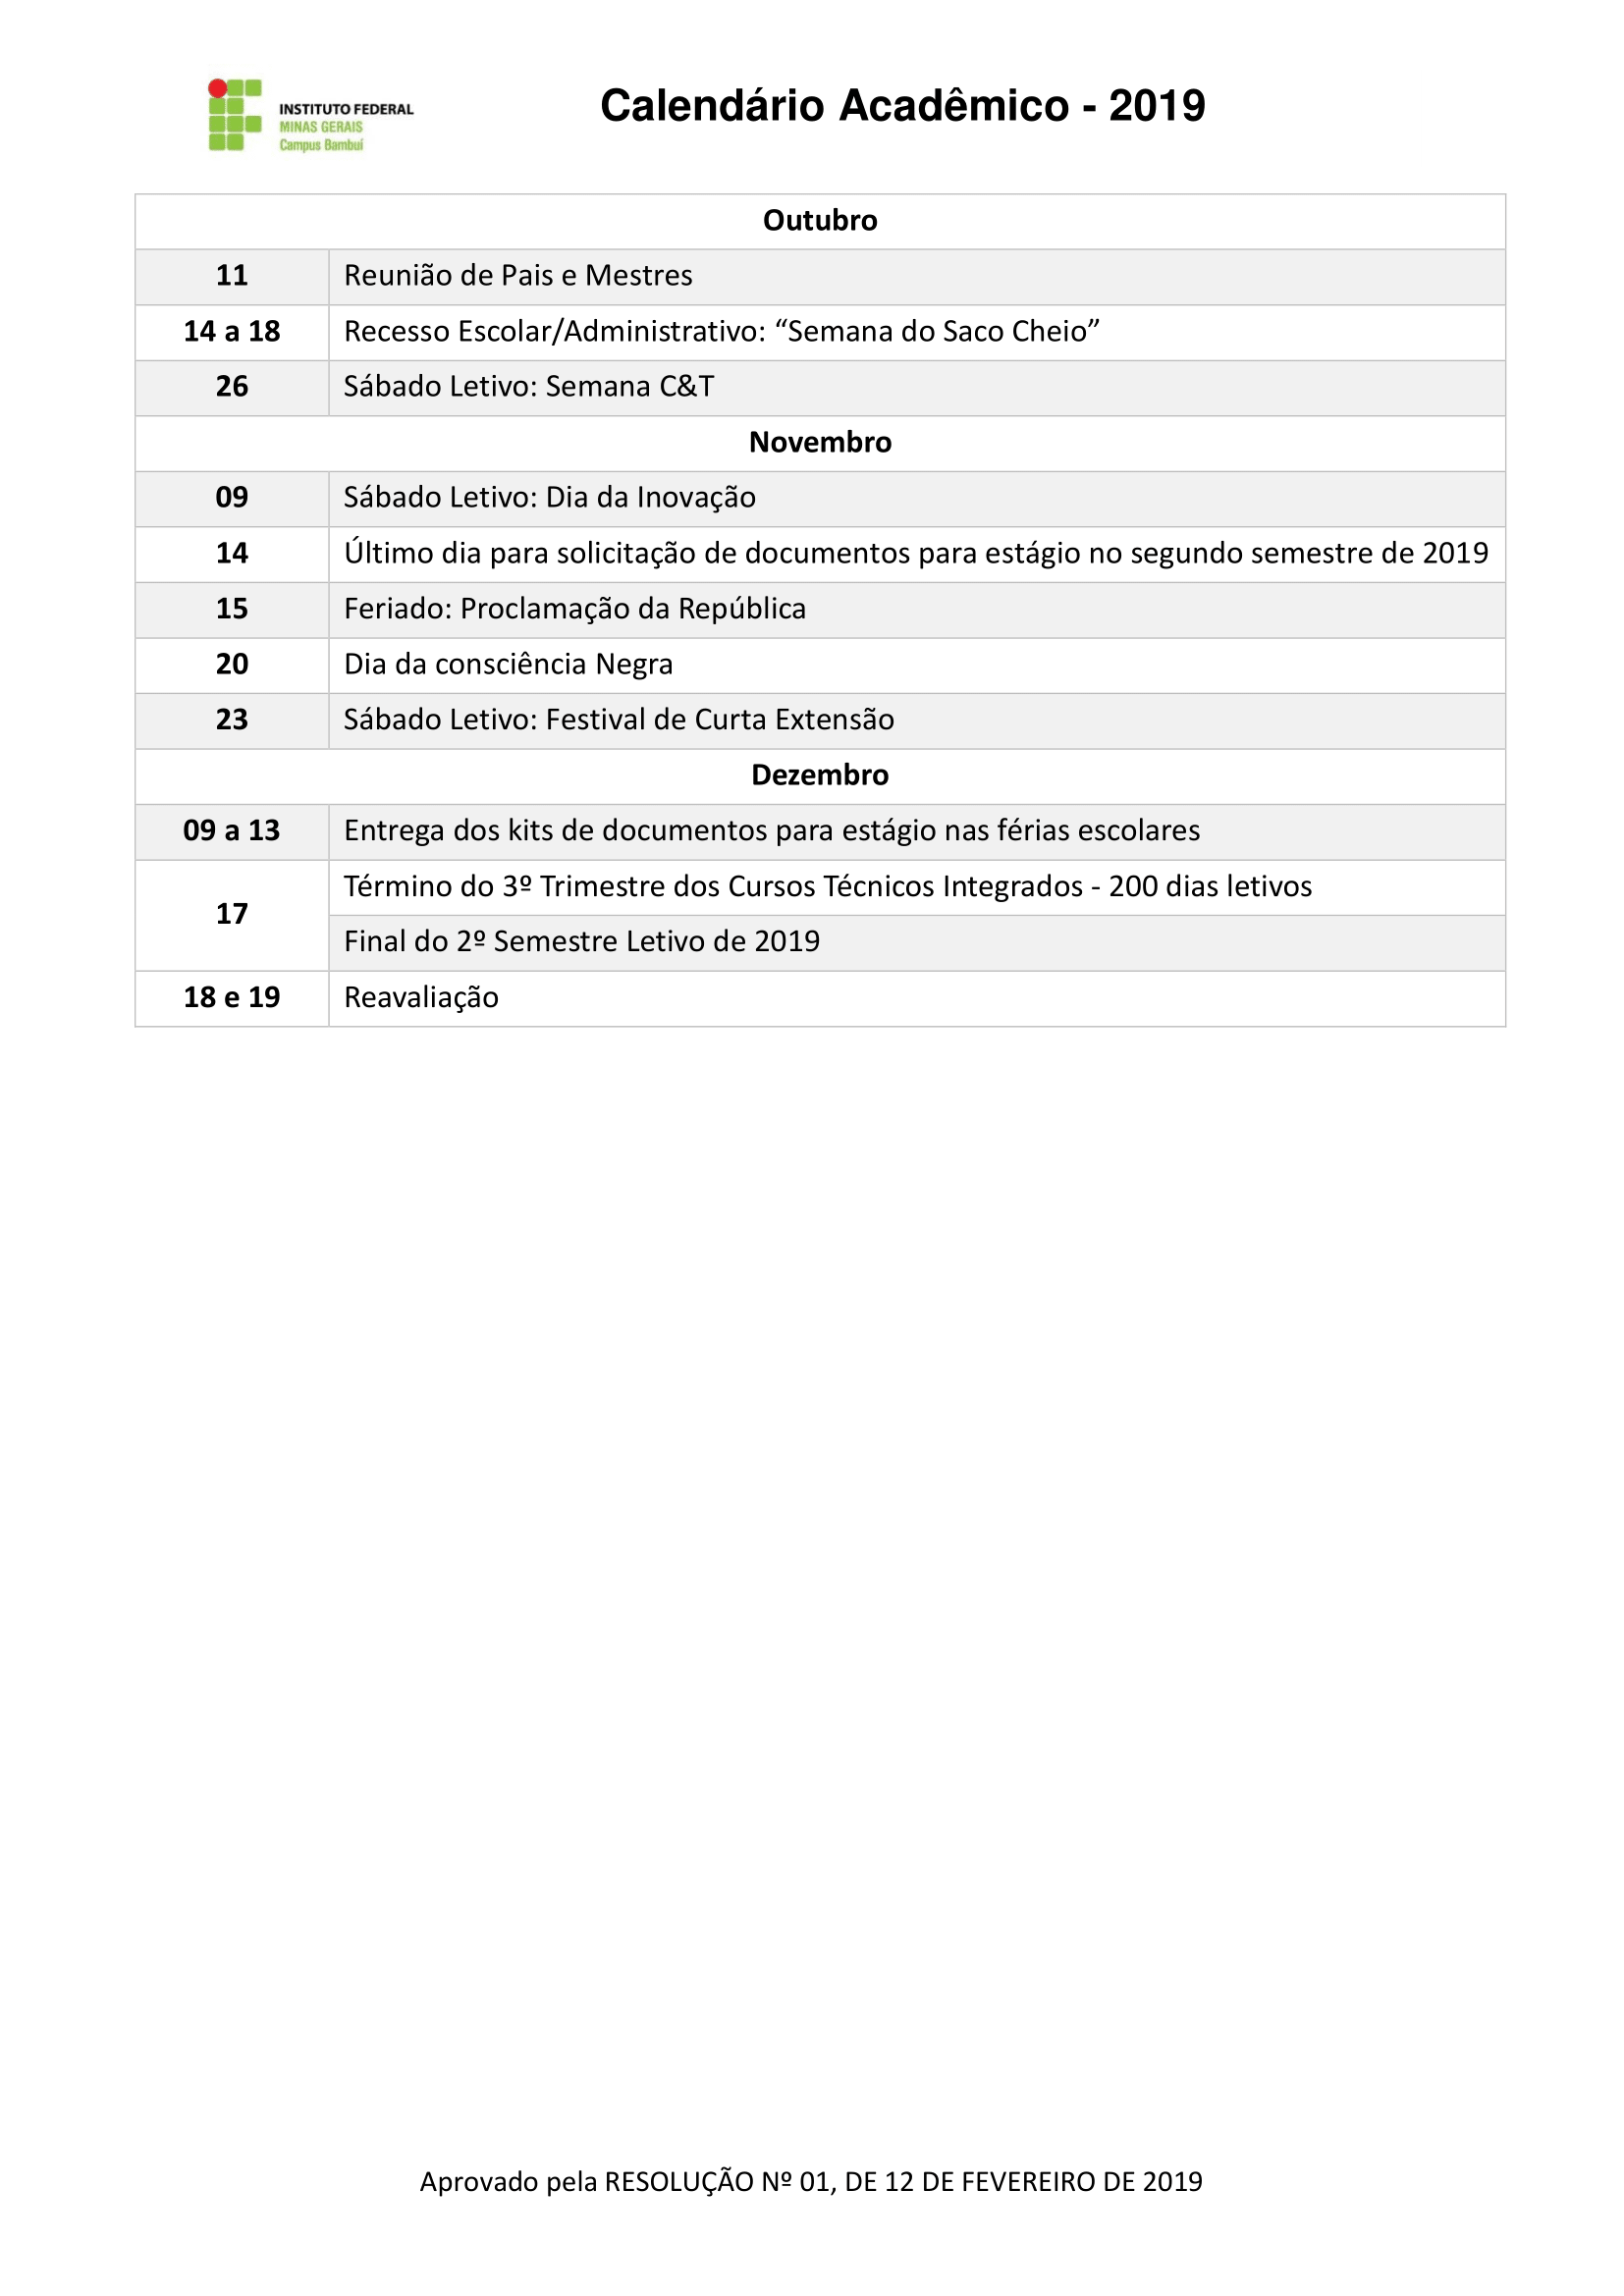 INSTITUTO FEDERAL
MINAS GERAIS
Campus Bambuí
Calendário Acadêmico - 2019
Outubro
11 Reunião de Pais e Mestres
14 a 18 Recesso Escolar/Administrativo: “Semana do Saco Cheio”
26 Sábado Letivo: Semana C&T
Novembro
09 Sábado Letivo: Dia da Inovação
14 Último dia para solicitação de documentos para estágio no segundo semestre de 2019
15 Feriado: Proclamação da República
20 Dia da consciência Negra
23 Sábado Letivo: Festival de Curta Extensão
Dezembro
09 a 13 Entrega dos kits de documentos para estágio nas férias escolares
17 Término do 3º Trimestre dos Cursos Técnicos Integrados - 200 dias letivos
Final do 2º Semestre Letivo de 2019
18 e 19 Reavaliação
Aprovado pela RESOLUÇÃO Nº 01, DE 12 DE FEVEREIRO DE 2019